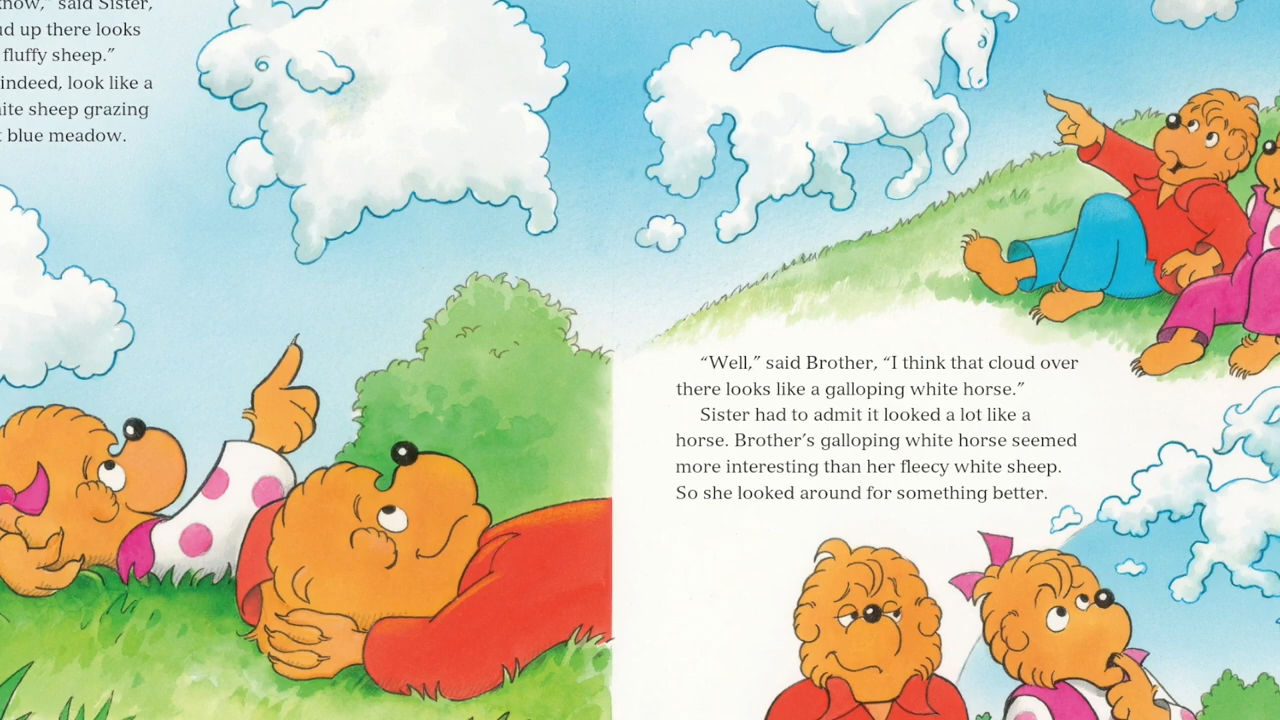 know,” said Sister,
up there looks
fluffy sheep.”
indeed, look like a
sheep grazing
blue meadow.
“Well,” said Brother, “I think that cloud over
there looks like a galloping white horse.”
Sister had to admit it looked a lot like a
horse. Brother’s galloping white horse seemed
more interesting than her fleecy white sheep.
So she looked around for something better.